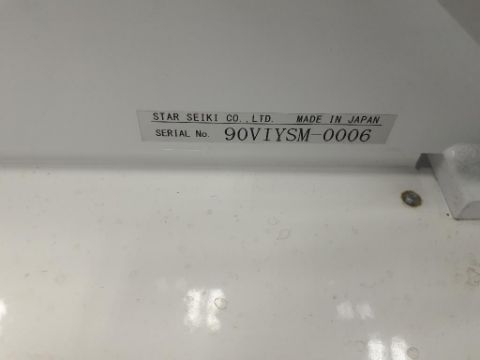 STAR SEIKI CO.,LTD. MADE IN JAPAN
SERIAL No. 90VIYSM-0006